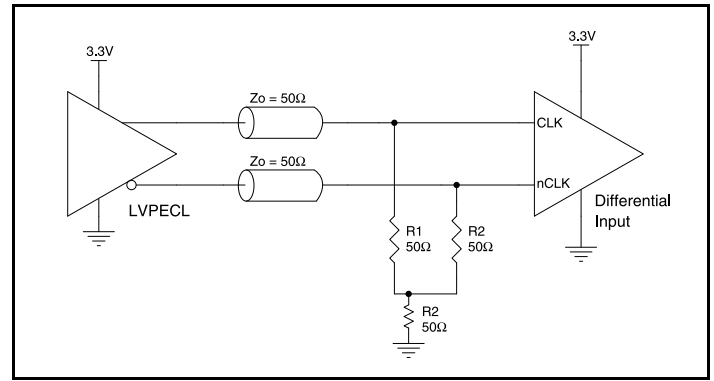 3.3V
3.3V
Zo = 50Ω
CLK
Zo = 50Ω
nCLK
LVPECL
Differential
Input
R1
50Ω
R2
50Ω
R2
50Ω